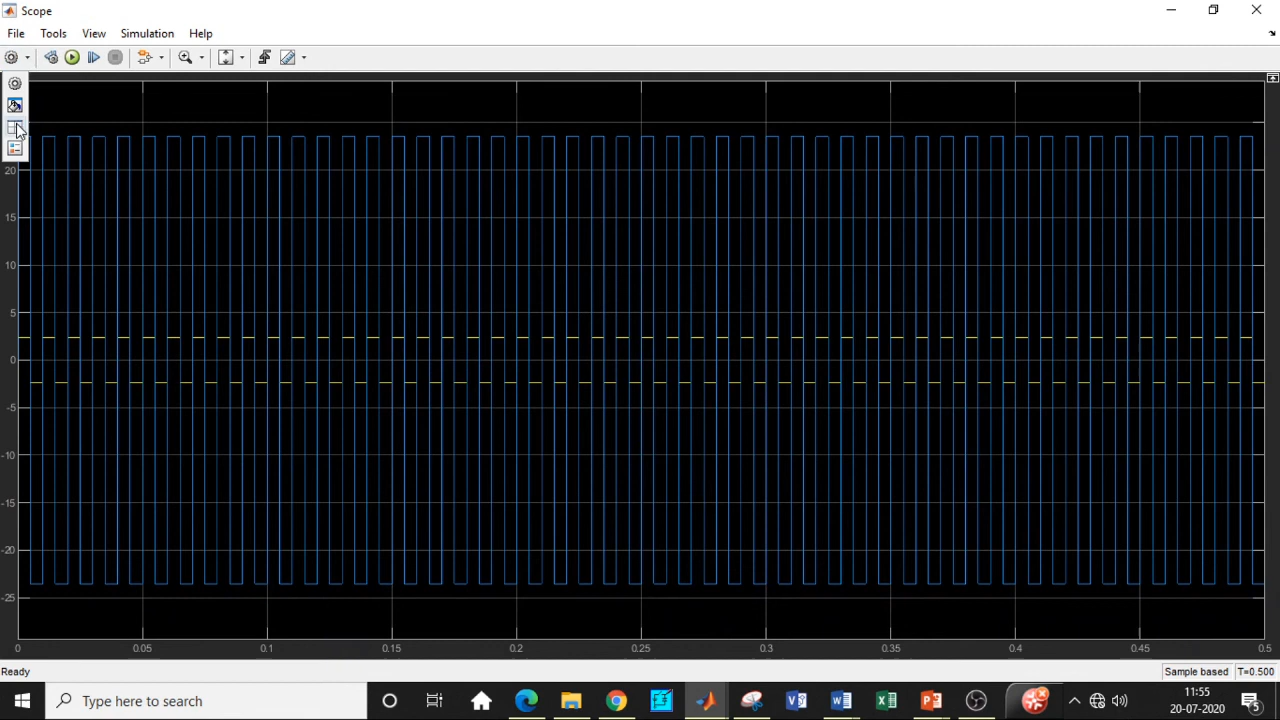 Scope
File Tools View Simulation Help
20
15
10
5
0
-5
-10
-15
-20
-25
0 0.05 0.1 0.15 0.2 0.25 0.3 0.35 0.4 0.45 0.5
Ready Sample based T=0.500
Type here to search
11:55
20-07-2020
5